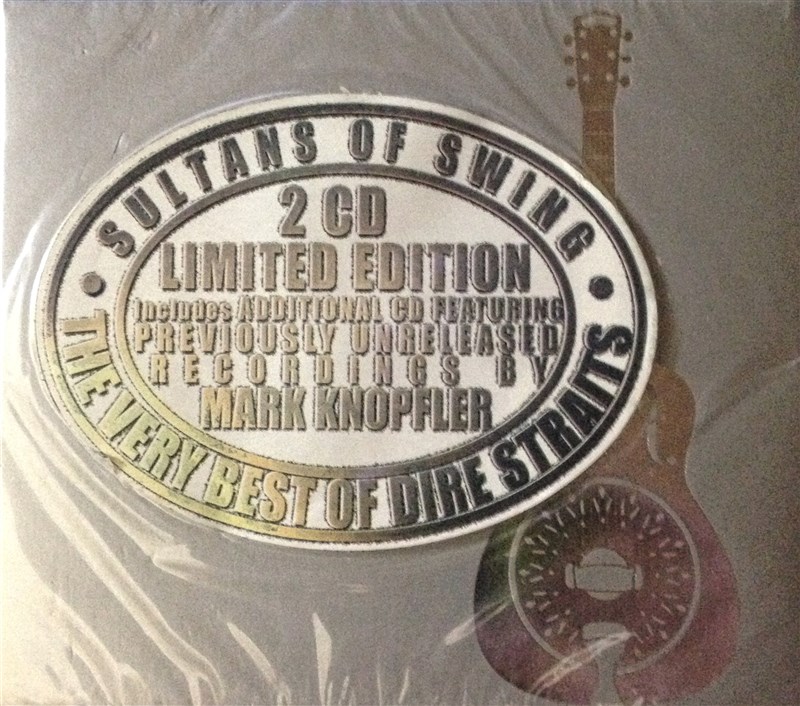 SULTANS OF SWING
2 CD
LIMITED EDITION
Includes ADDITIONAL CD FEATURING
PREVIOUSLY UNRELEASED
RECORDINGS BY
MARK KNOPFLER
THE VERY BEST OF DIRE STRAITS